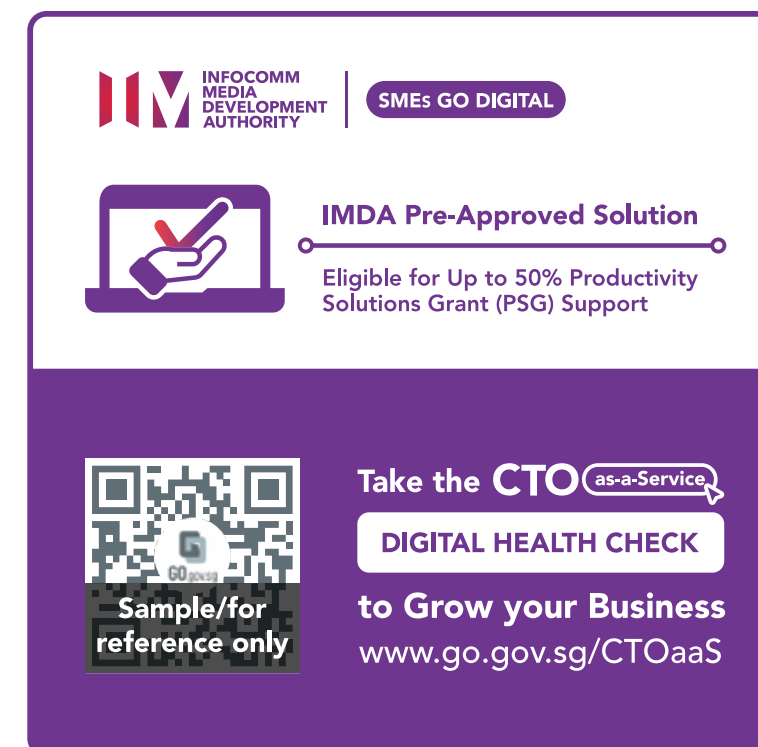 INFOCOMM
MEDIA
DEVELOPMENT
AUTHORITY
SMEs GO DIGITAL
IMDA Pre-Approved Solution
Eligible for Up to 50% Productivity
Solutions Grant (PSG) Support
GO gov.sg
Sample/for
reference only
Take the CTO as-a-Service
DIGITAL HEALTH CHECK
to Grow your Business
www.go.gov.sg/CTOaaS